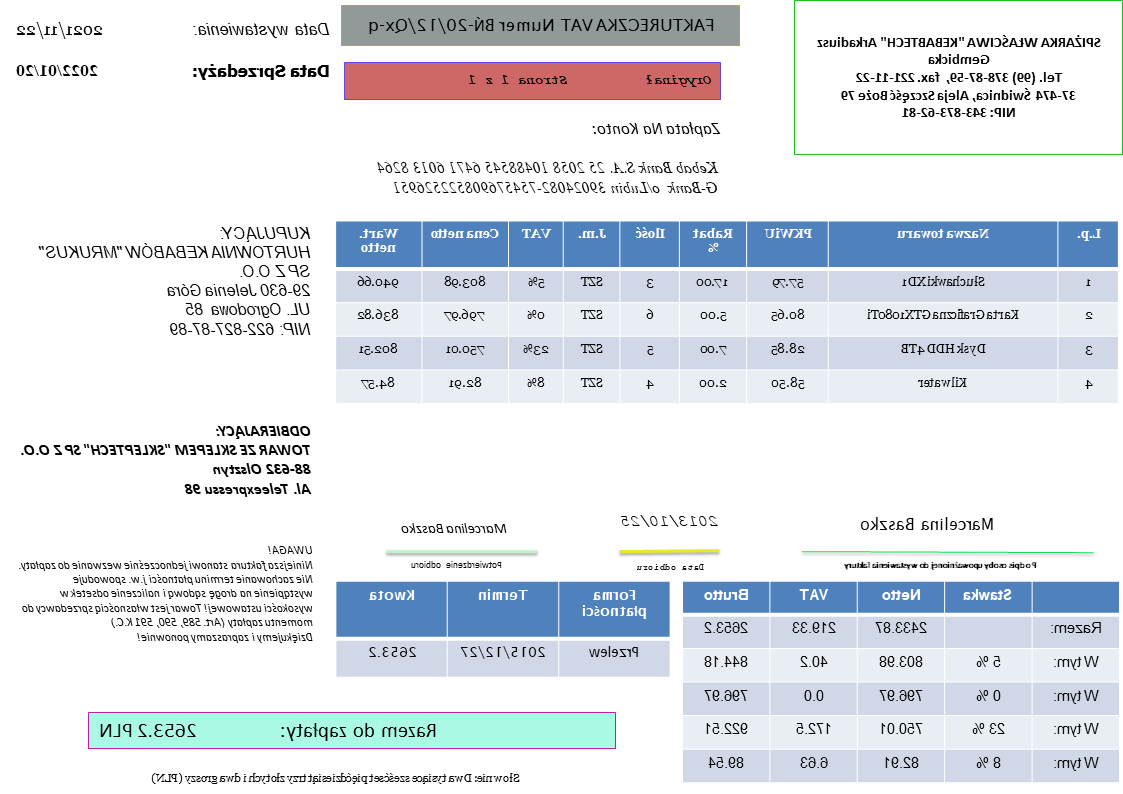 SPIŻARKA WŁAŚCIWA "KEBABTECH" Arkadiusz
Gembicka
Tel. (99) 378-87-59, fax. 221-11-22
37-474 Świdnica, Aleja Szczęść Boże 79
NIP: 343-873-62-81
FAKTURECZKA VAT Numer BŃ-20/12/Qx-q
Oryginał Strona 1 z 1
Data wystawienia: 2021/11/22
Data Sprzedaży: 2022/01/20
Zapłata Na Konto:
Kebab Bank S.A. 25 2058 10488545 6471 6013 8264
G-Bank o/Lubin 39024082-754576908522526951
KUPUJĄCY:
HURTOWNIA KEBABÓW "MRUKUS"
SP Z O.O.
29-630 Jelenia Góra
UL. Ogrodowa 85
NIP: 622-827-87-89
L.p. Nazwa towaru PKWiU Rabat % Ilość J.m. VAT Cena netto Wart. netto
1 Słuchawki XD1 57.79 17.00 3 SZT 5% 803.98 940.66
2 Karta Graficzna GTX1080Ti 80.65 5.00 6 SZT 0% 796.97 836.82
3 Dysk HDD 4TB 28.85 7.00 5 SZT 23% 750.01 802.51
4 Kilwater 58.50 2.00 4 SZT 8% 82.91 84.57
ODBIERAJĄCY:
TOWAR ZE SKLEPEM "SKLEPTECH" SP Z O.O.
88-632 Olsztyn
Al. Teleexpressu 98
Marcelina Baszko
Podpis osoby upoważnionej do wystawienia faktury
2013/10/25
Data odbioru
Marcelina Baszko
Potwierdzenie odbioru
UWAGA!
Niniejsza faktura stanowi jednocześnie wezwanie do zapłaty.
Nie zachowanie terminu płatności j.w. spowoduje
wystąpienie na drogę sądową i naliczenie odsetek w
wysokości ustawowej! Towar jest własnością sprzedawcy do
momentu zapłaty (Art. 589, 590, 591 K.C.)
Dziękujemy i zapraszamy ponownie!
Stawka Netto VAT Brutto
Razem: 2433.87 219.33 2653.2
W tym: 5 % 803.98 40.2 844.18
W tym: 0 % 796.97 0.0 796.97
W tym: 23 % 750.01 172.5 922.51
W tym: 8 % 82.91 6.63 89.54
Forma płatności Termin Kwota
Przelew 2015/12/27 2653.2
Razem do zapłaty: 2653.2 PLN
Słownie: Dwa tysiące sześćset pięćdziesiąt trzy złotych i dwa groszy (PLN)